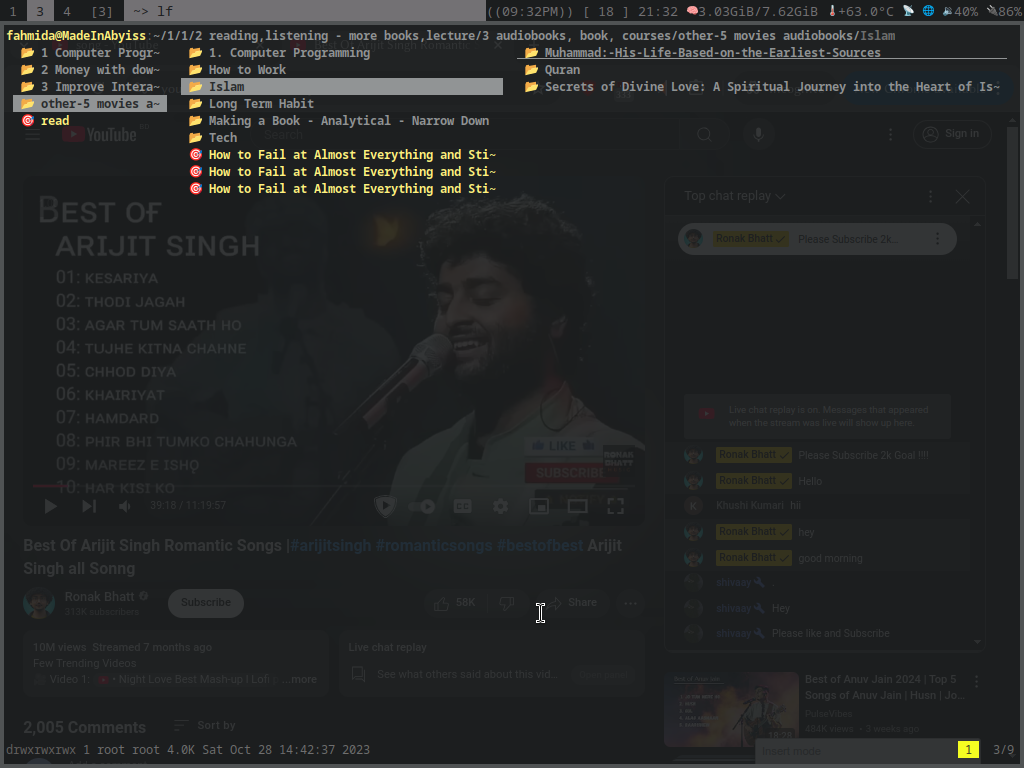 1 3 4 [3] ~> lf ((09:32PM)) [ 18 ] 21:32 3.03GiB/7.62GiB +63.0°C 40% 86%
fahmida@MadeInAbyiss:~/1/1/2 reading,listening - more books,lecture/3 audiobooks, book, courses/other-5 movies audiobooks/Islam
1 Computer Progr~ 1. Computer Programming Muhammad:-His-Life-Based-on-the-Earliest-Sources
2 Money with dow~ How to Work Quran
3 Improve Intera~ Islam Secrets of Divine Love: A Spiritual Journey into the Heart of Is~
other-5 movies a~ Long Term Habit
read Making a Book - Analytical - Narrow Down
Tech
How to Fail at Almost Everything and Sti~
How to Fail at Almost Everything and Sti~
How to Fail at Almost Everything and Sti~
YouTube Search Sign in
BEST OF
ARIJIT SINGH
01: KESARIYA
02: THODI JAGAH
03: AGAR TUM SAATH HO
04: TUJHE KITNA CHAHNE
05: CHHOD DIYA
06: KHAIRIYAT
07: HAMDARD
08: PHIR BHI TUMKO CHAHUNGA
09: MAREEZ E ISHQ
10: HAR KISI KO
LIKE
SUBSCRIBE
RONAK BHATT
39:18 / 11:19:57
Top chat replay
Ronak Bhatt Please Subscribe 2k...
Live chat replay is on. Messages that appeared
when the stream was live will show up here.
Ronak Bhatt Please Subscribe 2k Goal !!!!
Ronak Bhatt Hello
Khushi Kumari hii
Ronak Bhatt hey
Ronak Bhatt good morning
shivaay .
shivaay Hey
shivaay Please like and Subscribe
Best Of Arijit Singh Romantic Songs |#arijitsingh #romanticsongs #bestofbest Arijit
Singh all Sonng
Ronak Bhatt
313K subscribers
Subscribe
58K Share
10M views Streamed 7 months ago
Few Trending Videos
Video 1: • Night Love Best Mash-up | Lofi ...more
Live chat replay
See what others said about this vid...
2,005 Comments Sort by
Best of Anuv Jain 2024 | Top 5
Songs of Anuv Jain | Husn | Jo...
PulseVibes
884K views • 3 weeks ago
19:28
Insert mode
drwxrwxrwx 1 root root 4.0K Sat Oct 28 14:42:37 2023 1 3/9